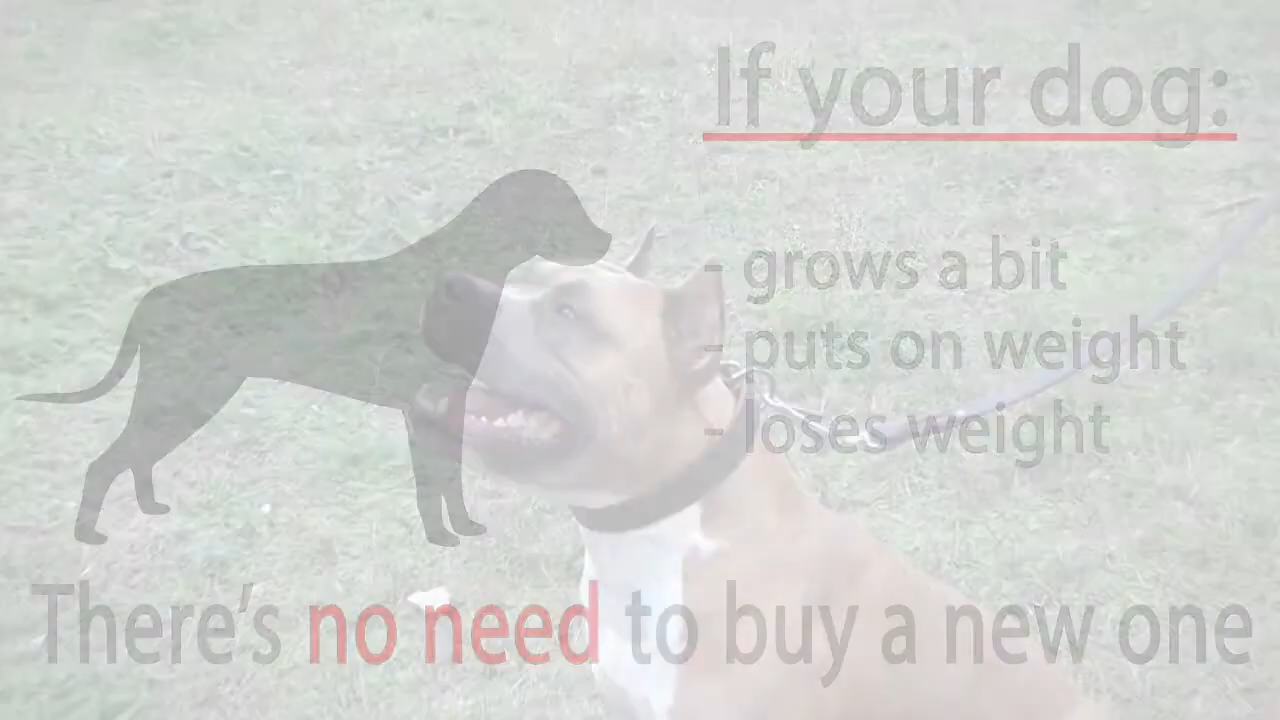 If your dog:
- grows a bit
- puts on weight
- loses weight
There’s no need to buy a new one